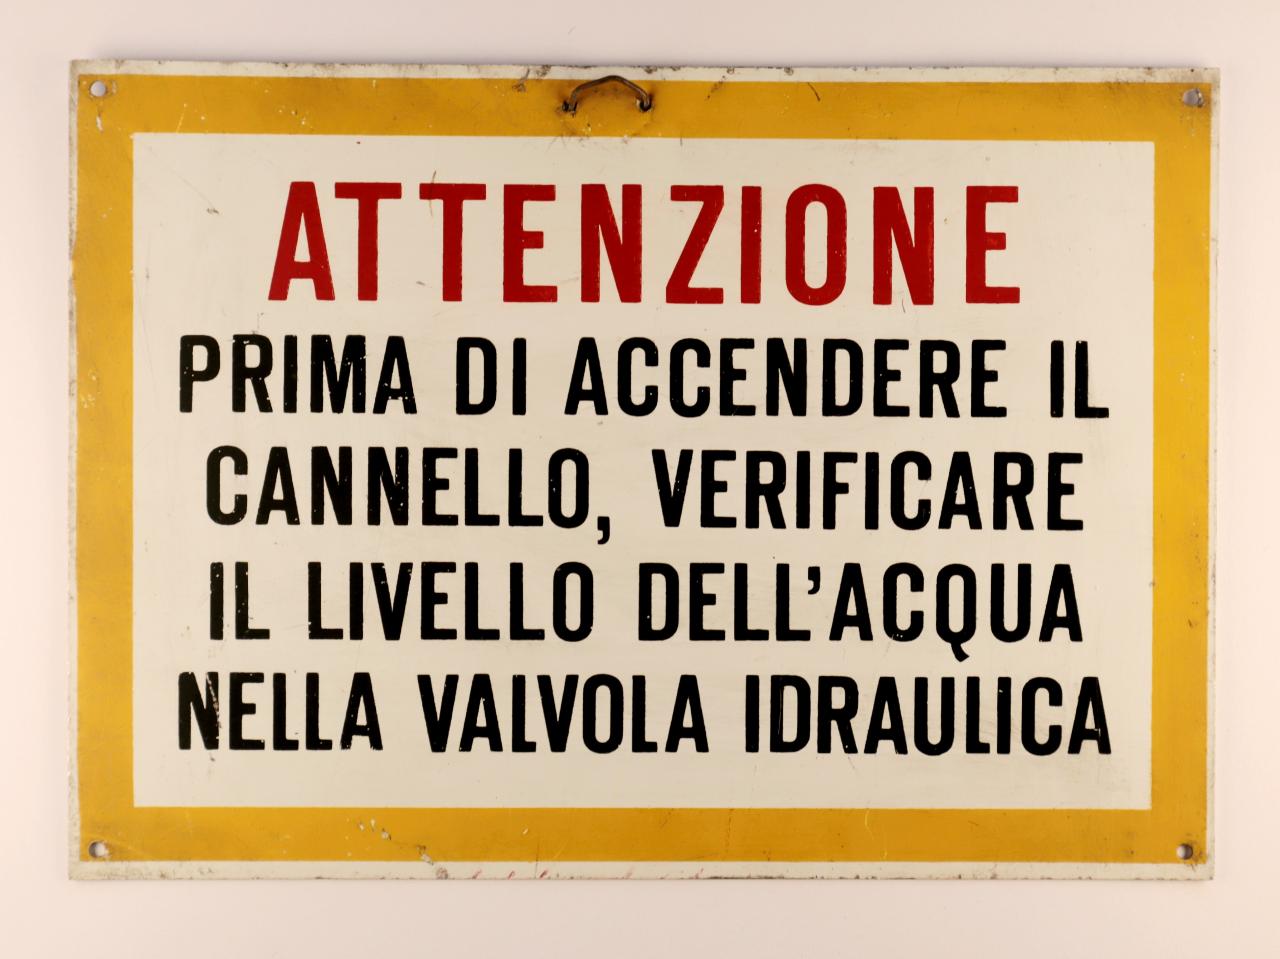 ATTENZIONE
PRIMA DI ACCENDERE IL
CANNELLO, VERIFICARE
IL LIVELLO DELL'ACQUA
NELLA VALVOLA IDRAULICA